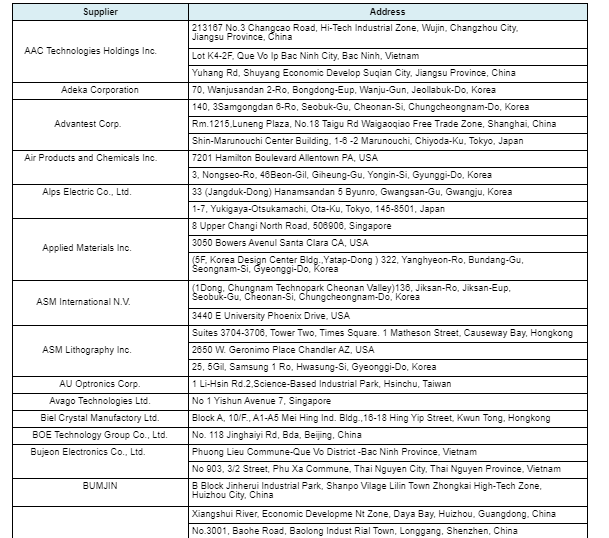 Supplier
Address
AAC Technologies Holdings Inc.
213167 No.3 Changcao Road, Hi-Tech Industrial Zone, Wujin, Changzhou City,
Jiangsu Province, China
Lot K4-2F, Que Vo Ip Bac Ninh City, Bac Ninh, Vietnam
Yuhang Rd, Shuyang Economic Develop Suqian City, Jiangsu Province, China
Adeka Corporation
70, Wanjusandan 2-Ro, Bongdong-Eup, Wanju-Gun, Jeollabuk-Do, Korea
Advantest Corp.
140, 3Samgongdan 6-Ro, Seobuk-Gu, Cheonan-Si, Chungcheongnam-Do, Korea
Rm.1215,Luneng Plaza, No.18 Taigu Rd Waigaoqiao Free Trade Zone, Shanghai, China
Shin-Marunouchi Center Building, 1-6 -2 Marunouchi, Chiyoda-Ku, Tokyo, Japan
Air Products and Chemicals Inc.
7201 Hamilton Boulevard Allentown PA, USA
3, Nongseo-Ro, 46Beon-Gil, Giheung-Gu, Yongin-Si, Gyunggi-Do, Korea
Alps Electric Co., Ltd.
33 (Jangduk-Dong) Hanamsandan 5 Byunro, Gwangsan-Gu, Gwangju, Korea
1-7, Yukigaya-Otsukamachi, Ota-Ku, Tokyo, 145-8501, Japan
Applied Materials Inc.
8 Upper Changi North Road, 506906, Singapore
3050 Bowers Avenul Santa Clara CA, USA
(5F, Korea Design Center Bldg.,Yatap-Dong ) 322, Yanghyeon-Ro, Bundang-Gu,
Seongnam-Si, Gyeonggi-Do, Korea
ASM International N.V.
(1Dong, Chungnam Technopark Cheonan Valley)136, Jiksan-Ro, Jiksan-Eup,
Seobuk-Gu, Cheonan-Si, Chungcheongnam-Do, Korea
3440 E University Phoenix Drive, USA
ASM Lithography Inc.
Suites 3704-3706, Tower Two, Times Square. 1 Matheson Street, Causeway Bay, Hongkong
2650 W. Geronimo Place Chandler AZ, USA
25, 5Gil, Samsung 1 Ro, Hwasung-Si, Gyeonggi-Do, Korea
AU Optronics Corp.
1 Li-Hsin Rd.2,Science-Based Industrial Park, Hsinchu, Taiwan
Avago Technologies Ltd.
No 1 Yishun Avenue 7, Singapore
Biel Crystal Manufactory Ltd.
Block A, 10/F., A1-A5 Mei Hing Ind. Bldg.,16-18 Hing Yip Street, Kwun Tong, Hongkong
BOE Technology Group Co., Ltd.
No. 118 Jinghaiyi Rd, Bda, Beijing, China
Bujeon Electronics Co., Ltd.
Phuong Lieu Commune-Que Vo District -Bac Ninh Province, Vietnam
No 903, 3/2 Street, Phu Xa Commune, Thai Nguyen City, Thai Nguyen Province, Vietnam
BUMJIN
B Block Jinherui Industrial Park, Shanpo Vilage Lilin Town Zhongkai High-Tech Zone,
Huizhou City, China
Xiangshui River, Economic Developme Nt Zone, Daya Bay, Huizhou, Guangdong, China
No.3001, Baohe Road, Baolong Indust Rial Town, Longgang, Shenzhen, China